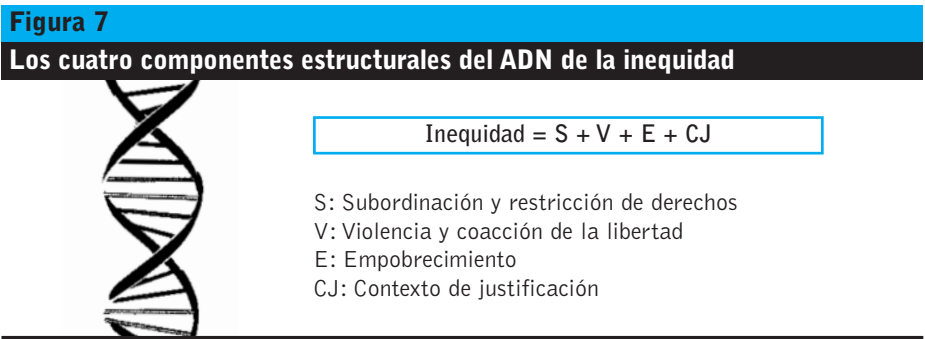 Figura 7
Los cuatro componentes estructurales del ADN de la inequidad
Inequidad = S + V + E + CJ
S: Subordinación y restricción de derechos
V: Violencia y coacción de la libertad
E: Empobrecimiento
CJ: Contexto de justificación